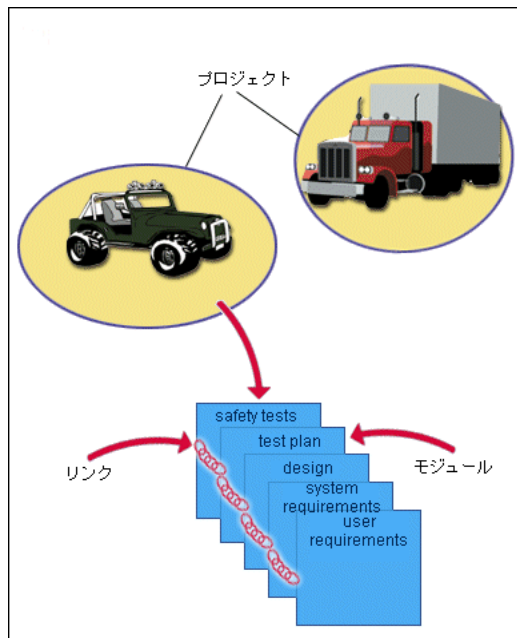 プロジェクト
safety tests
test plan
design
system
requirements
user
requirements
リンク
モジュール